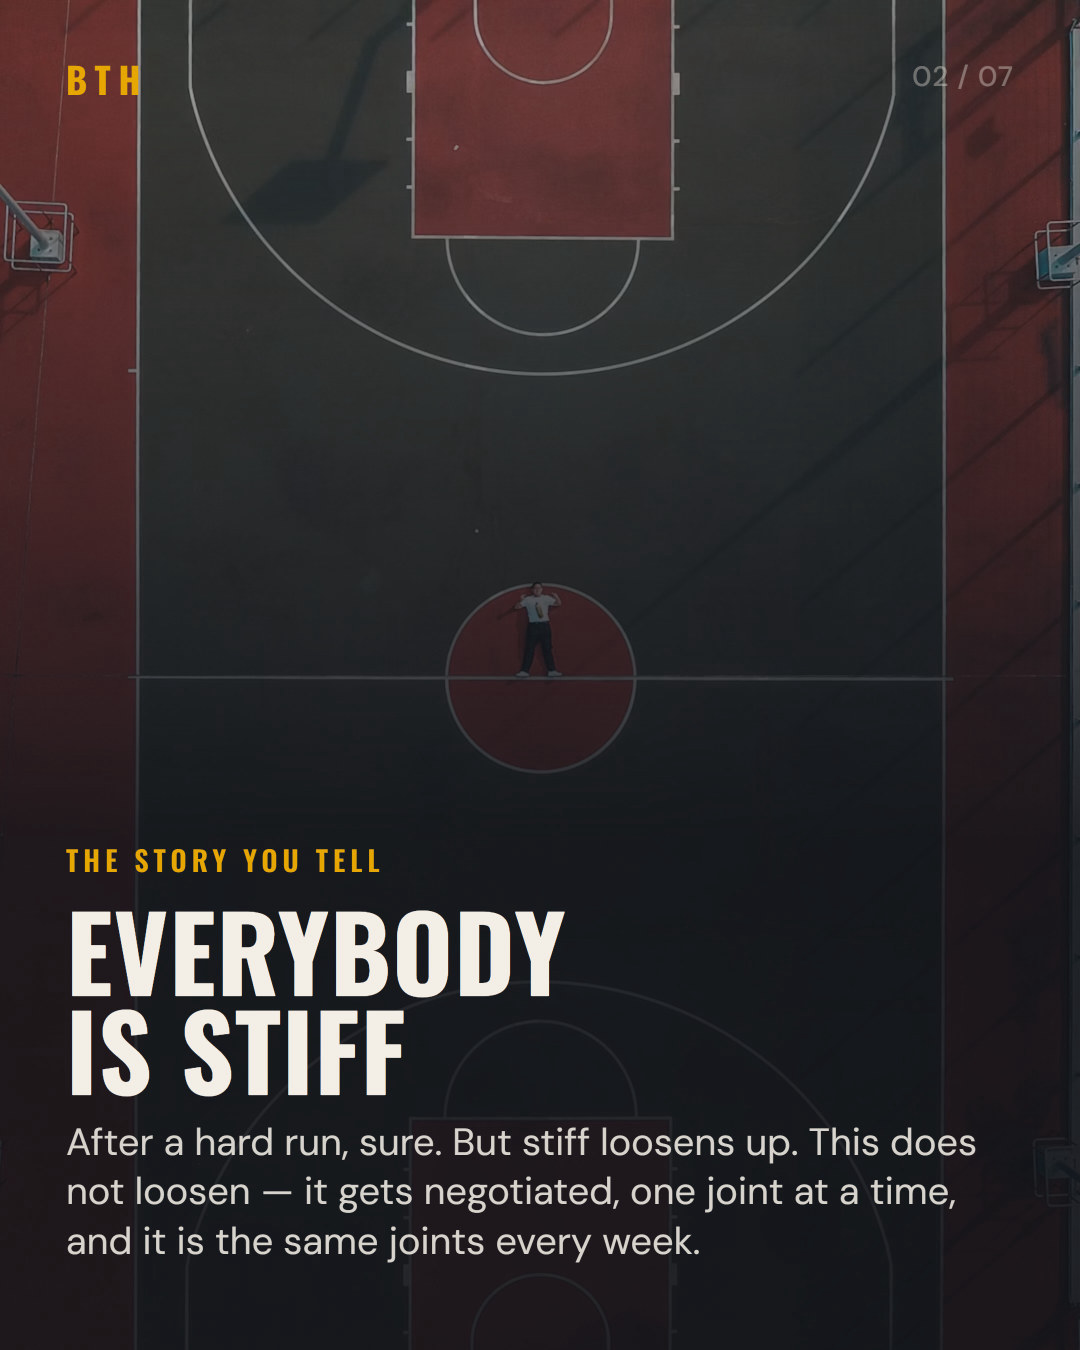 BTH
02 / 07
THE STORY YOU TELL
EVERYBODY
IS STIFF
After a hard run, sure. But stiff loosens up. This does
not loosen — it gets negotiated, one joint at a time,
and it is the same joints every week.